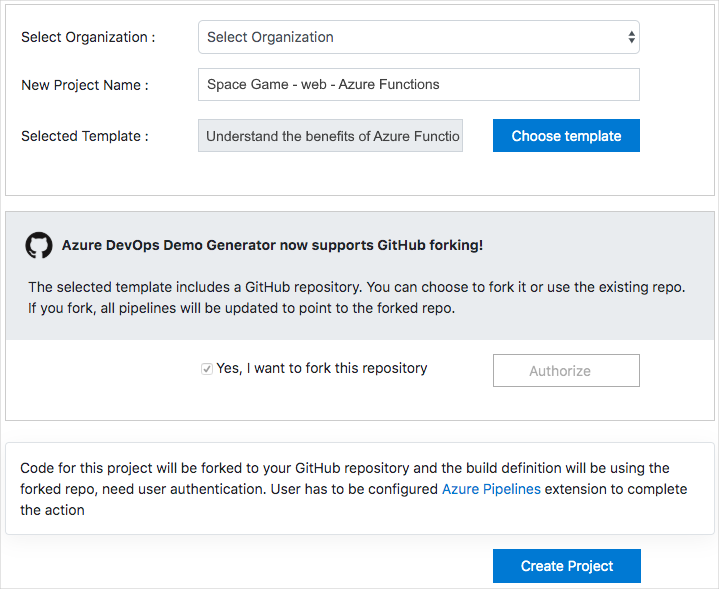 Select Organization :
Select Organization
New Project Name :
Space Game - web - Azure Functions
Selected Template :
Understand the benefits of Azure Functio
Choose template
Azure DevOps Demo Generator now supports GitHub forking!
The selected template includes a GitHub repository. You can choose to fork it or use the existing repo.
If you fork, all pipelines will be updated to point to the forked repo.
Yes, I want to fork this repository
Authorize
Code for this project will be forked to your GitHub repository and the build definition will be using the
forked repo, need user authentication. User has to be configured Azure Pipelines extension to complete
the action
Create Project